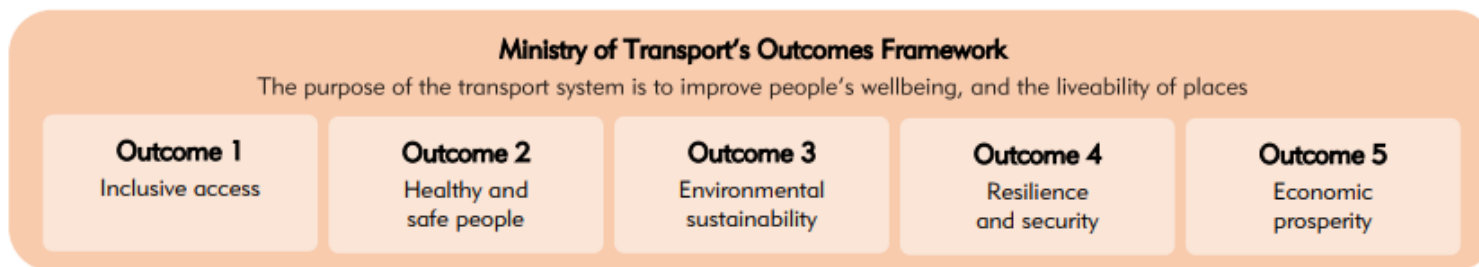 Ministry of Transport's Outcomes Framework
The purpose of the transport system is to improve people's wellbeing, and the liveability of places
Outcome 1
Inclusive access
Outcome 2
Healthy and
safe people
Outcome 3
Environmental
sustainability
Outcome 4
Resilience
and security
Outcome 5
Economic
prosperity